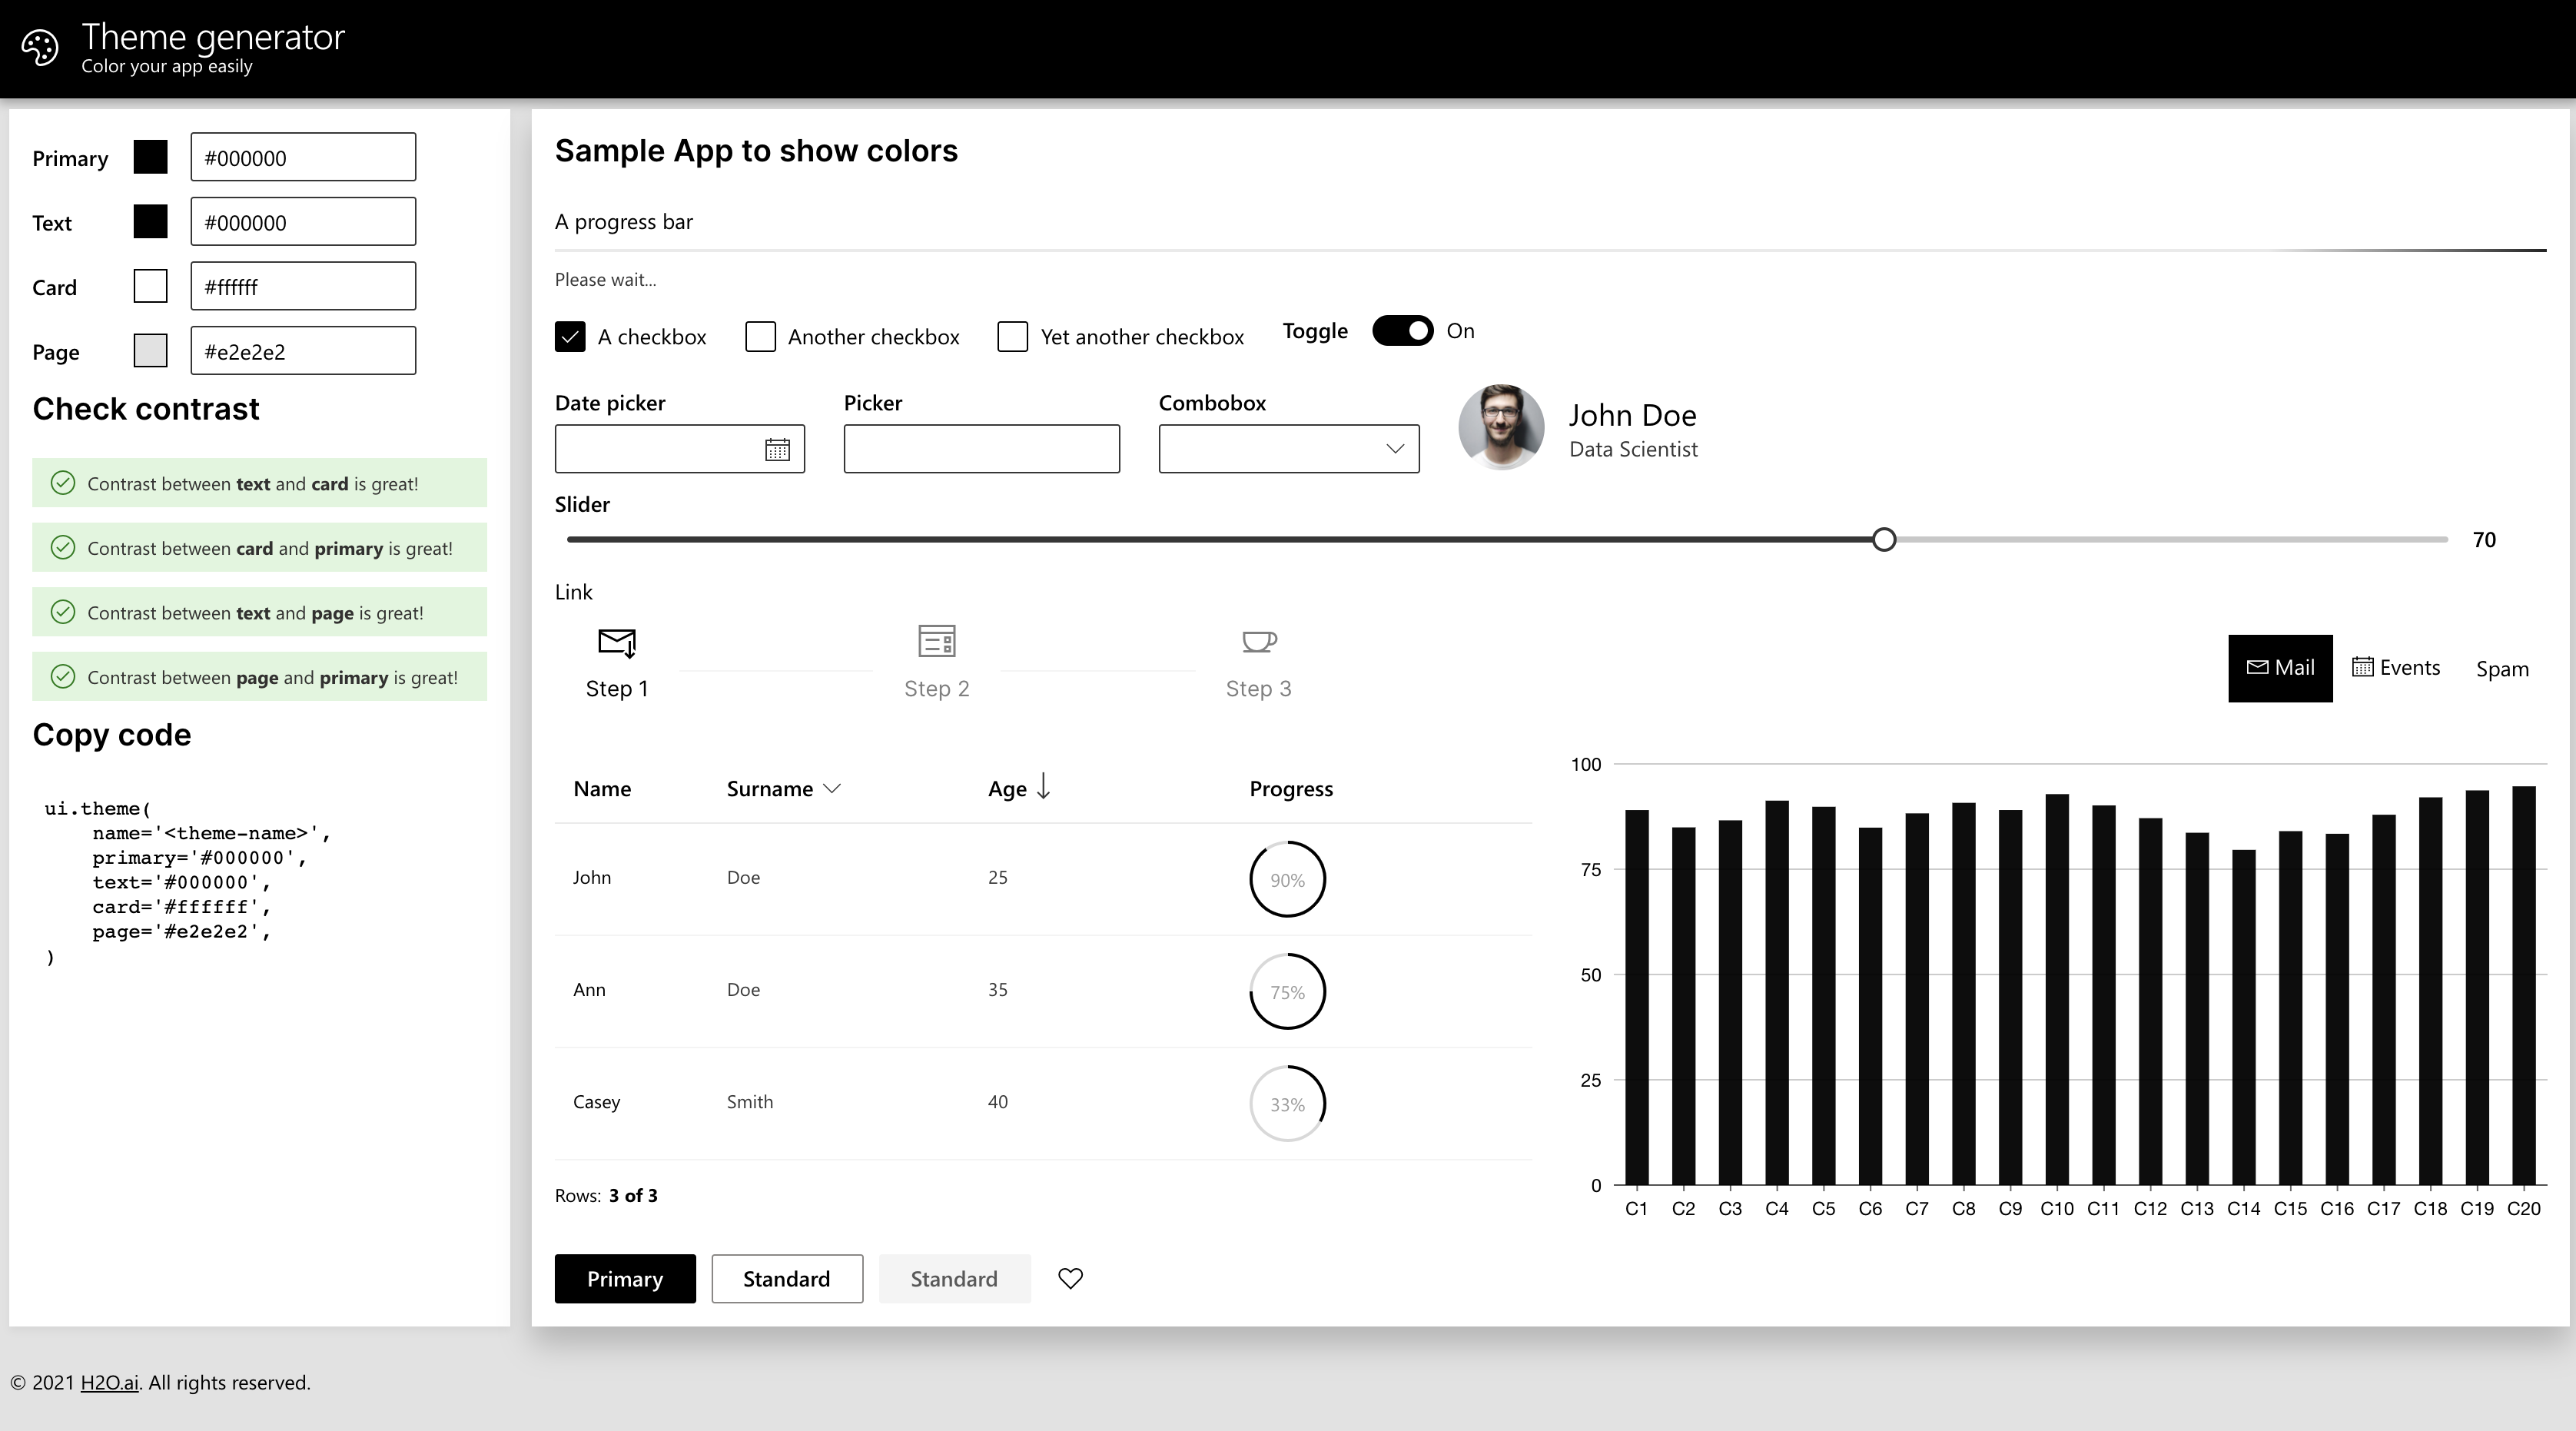 Theme generator
Color your app easily
Primary #000000
Text #000000
Card #ffffff
Page #e2e2e2
Check contrast
Contrast between text and card is great!
Contrast between card and primary is great!
Contrast between text and page is great!
Contrast between page and primary is great!
Copy code
ui.theme(
    name='<theme-name>',
    primary='#000000',
    text='#000000',
    card='#ffffff',
    page='#e2e2e2',
)
Sample App to show colors
A progress bar
Please wait...
A checkbox Another checkbox Yet another checkbox Toggle On
Date picker Picker Combobox
John Doe
Data Scientist
Slider
70
Link
Step 1 Step 2 Step 3
Mail Events Spam
Name Surname Age Progress
John Doe 25 90%
Ann Doe 35 75%
Casey Smith 40 33%
Rows: 3 of 3
100
75
50
25
0
C1 C2 C3 C4 C5 C6 C7 C8 C9 C10 C11 C12 C13 C14 C15 C16 C17 C18 C19 C20
Primary Standard Standard
© 2021 H2O.ai. All rights reserved.